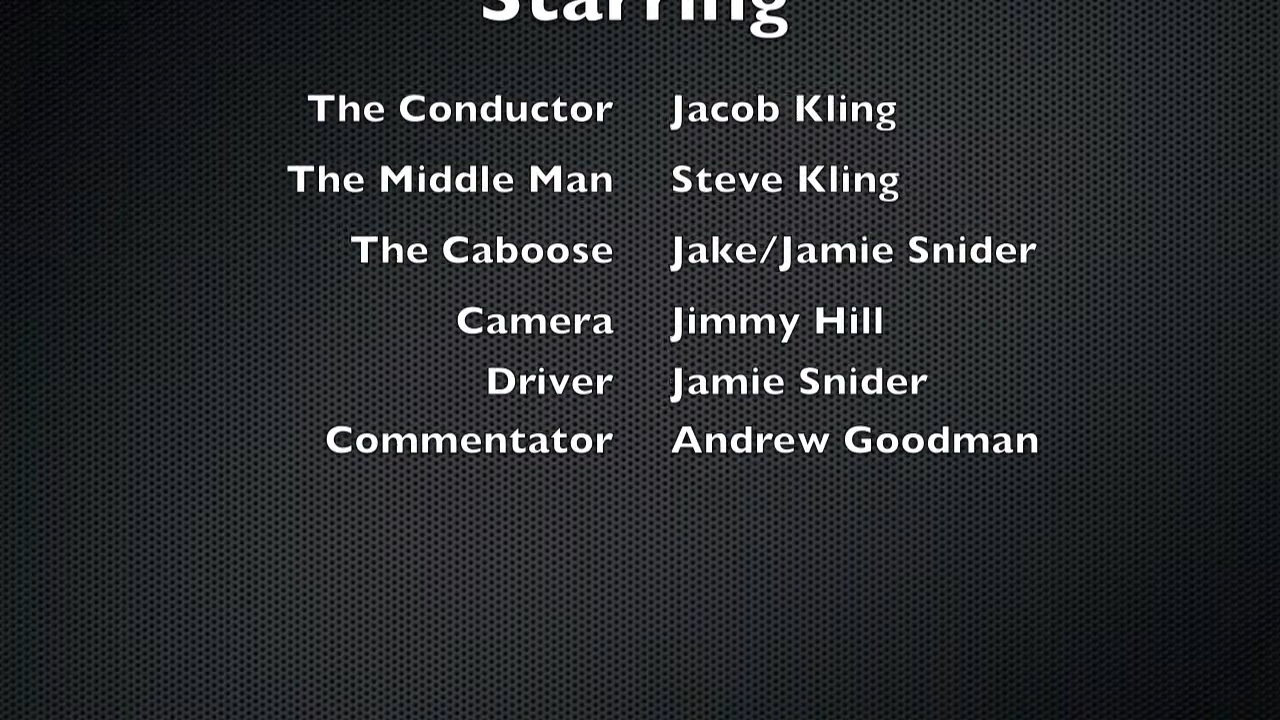 Starring
The Conductor Jacob Kling
The Middle Man Steve Kling
The Caboose Jake/Jamie Snider
Camera Jimmy Hill
Driver Jamie Snider
Commentator Andrew Goodman